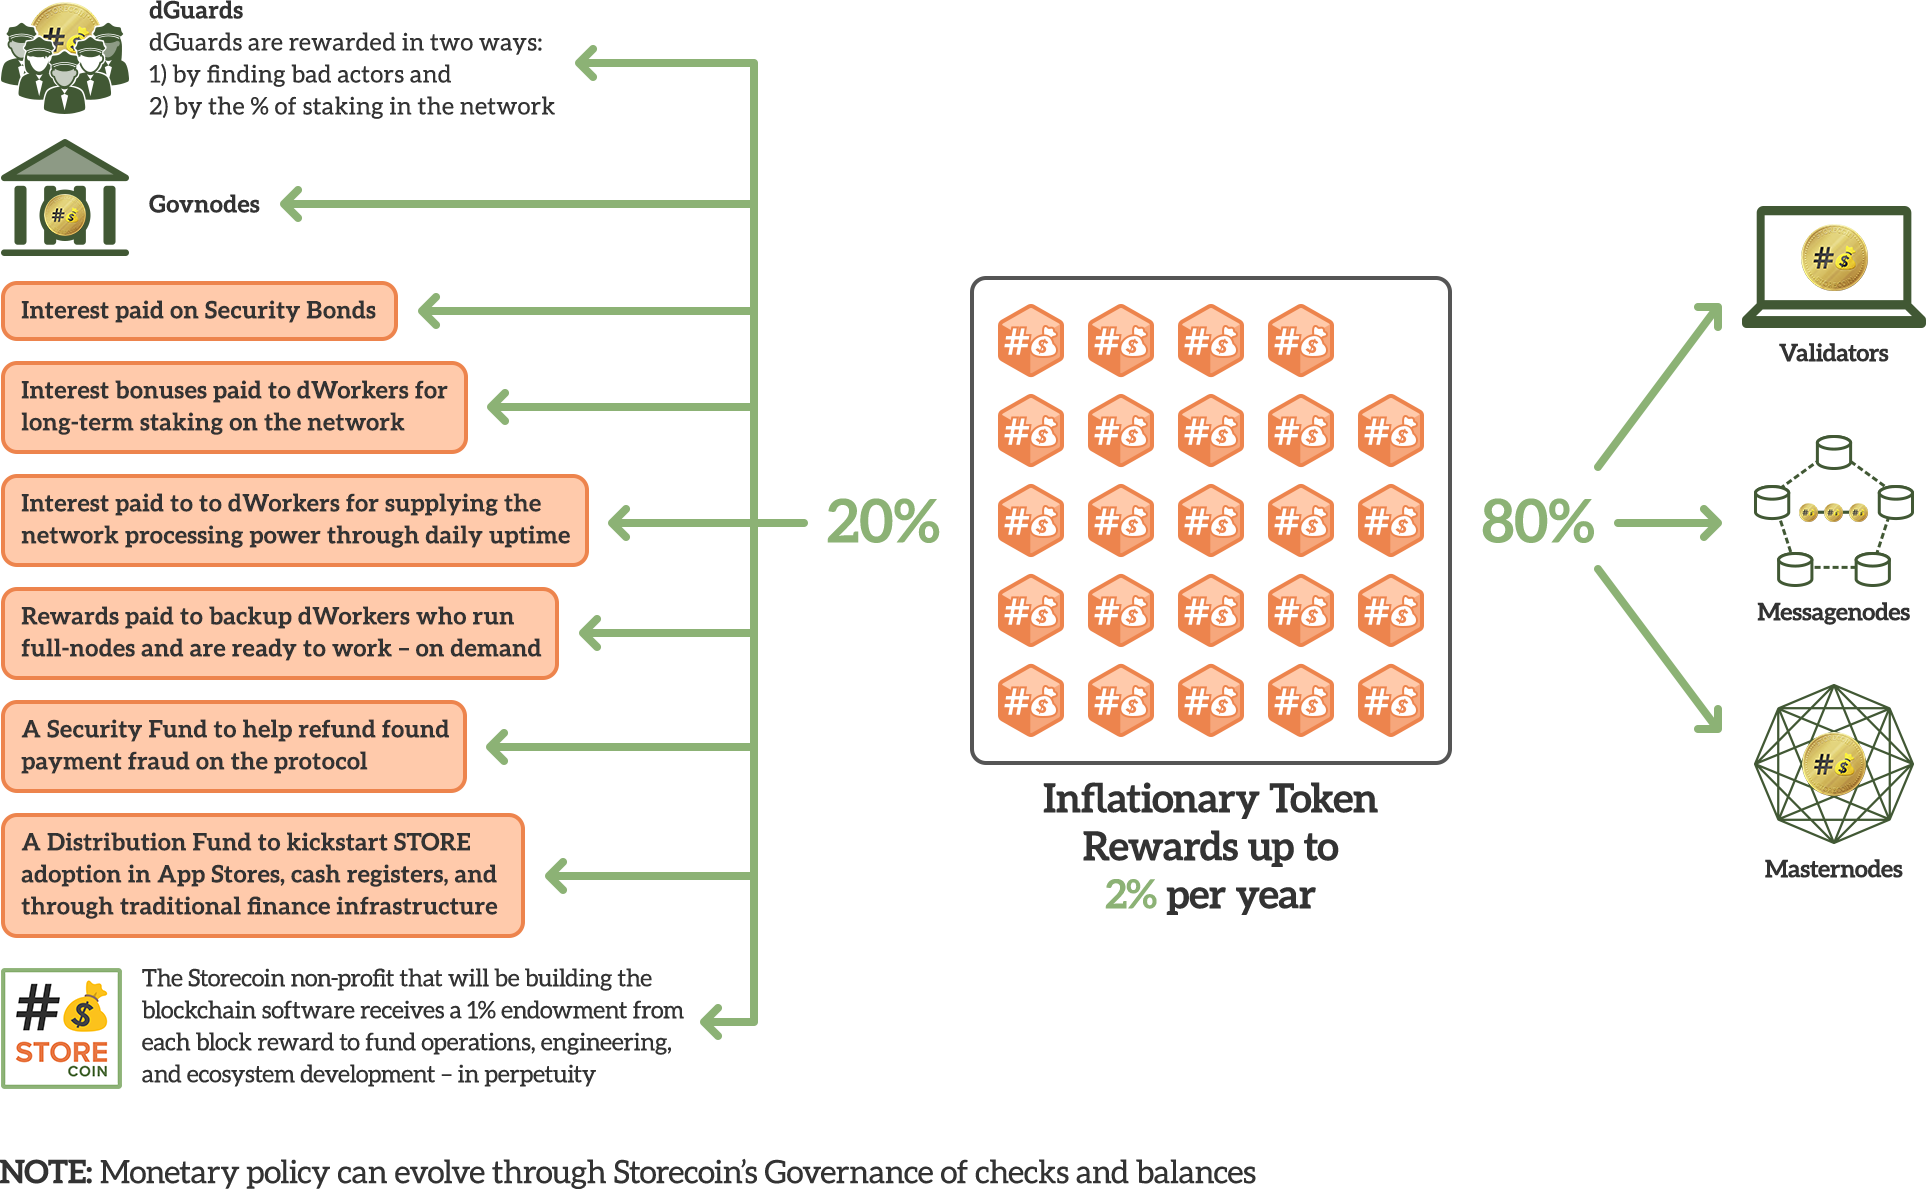 dGuards
dGuards are rewarded in two ways:
1) by finding bad actors and
2) by the % of staking in the network
Govnodes
Interest paid on Security Bonds
Interest bonuses paid to dWorkers for
long-term staking on the network
Interest paid to to dWorkers for supplying the
network processing power through daily uptime
Rewards paid to backup dWorkers who run
full-nodes and are ready to work – on demand
A Security Fund to help refund found
payment fraud on the protocol
A Distribution Fund to kickstart STORE
adoption in App Stores, cash registers, and
through traditional finance infrastructure
#$
STORE
COIN
The Storecoin non-profit that will be building the
blockchain software receives a 1% endowment from
each block reward to fund operations, engineering,
and ecosystem development – in perpetuity
20%
Inflationary Token
Rewards up to
2% per year
80%
Validators
Messagenodes
Masternodes
NOTE: Monetary policy can evolve through Storecoin's Governance of checks and balances